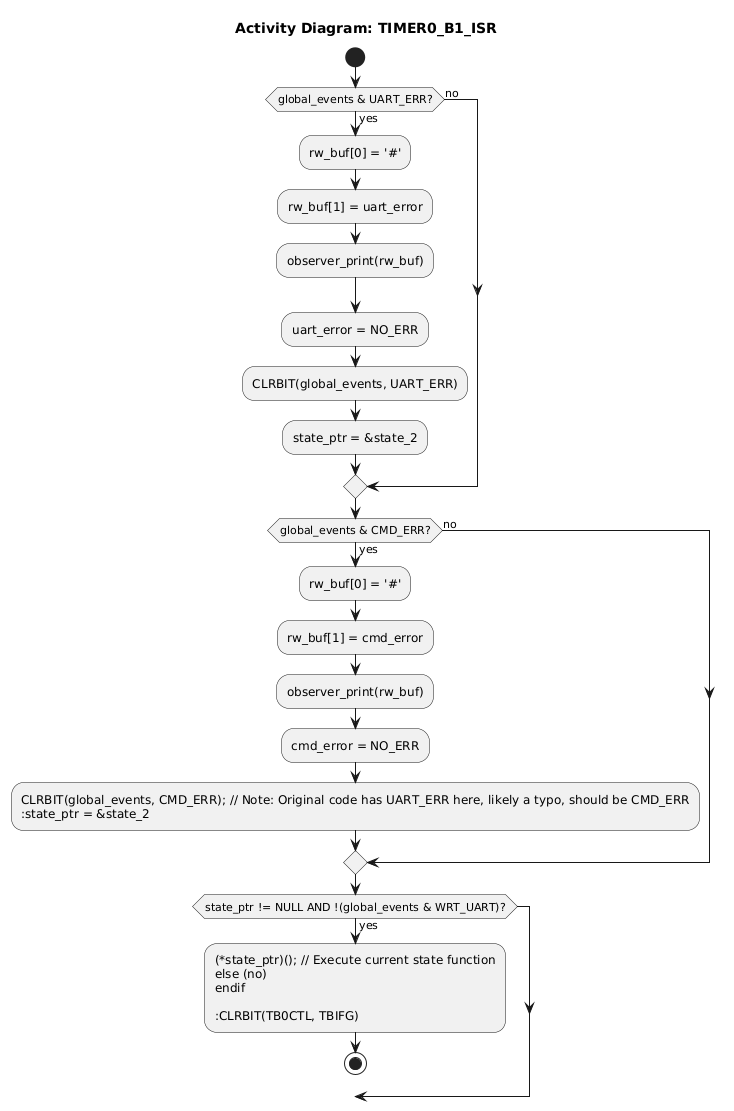 Activity Diagram: TIMER0_B1_ISR
global_events & UART_ERR?
no
yes
rw_buf[0] = '#'
rw_buf[1] = uart_error
observer_print(rw_buf)
uart_error = NO_ERR
CLRBIT(global_events, UART_ERR)
state_ptr = &state_2
global_events & CMD_ERR?
no
yes
rw_buf[0] = '#'
rw_buf[1] = cmd_error
observer_print(rw_buf)
cmd_error = NO_ERR
CLRBIT(global_events, CMD_ERR); // Note: Original code has UART_ERR here, likely a typo, should be CMD_ERR
:state_ptr = &state_2
state_ptr != NULL AND !(global_events & WRT_UART)?
yes
(*state_ptr)(); // Execute current state function
else (no)
endif
:CLRBIT(TB0CTL, TBIFG)